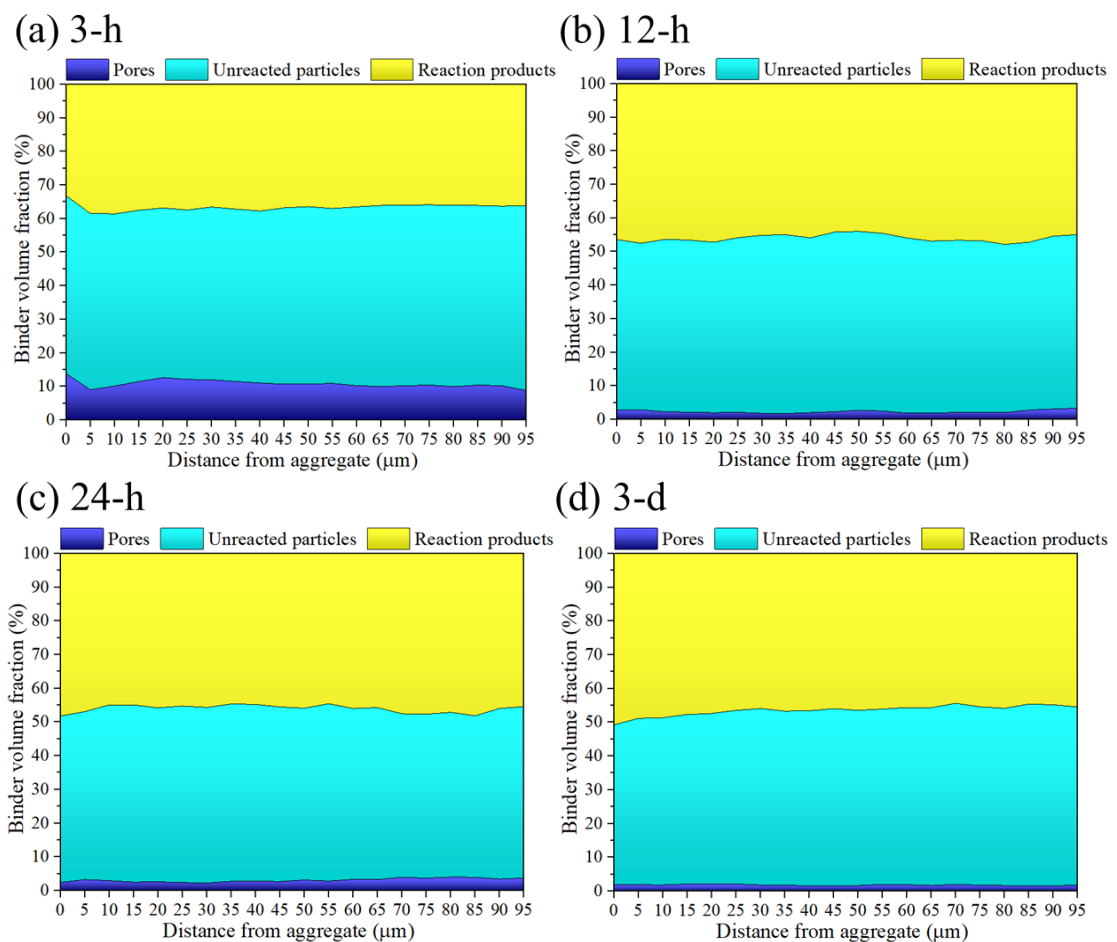 (a) 3-h
Pores Unreacted particles Reaction products
Binder volume fraction (%)
100
90
80
70
60
50
40
30
20
10
0
0 5 10 15 20 25 30 35 40 45 50 55 60 65 70 75 80 85 90 95
Distance from aggregate (μm)
(b) 12-h
Pores Unreacted particles Reaction products
Binder volume fraction (%)
100
90
80
70
60
50
40
30
20
10
0
0 5 10 15 20 25 30 35 40 45 50 55 60 65 70 75 80 85 90 95
Distance from aggregate (μm)
(c) 24-h
Pores Unreacted particles Reaction products
Binder volume fraction (%)
100
90
80
70
60
50
40
30
20
10
0
0 5 10 15 20 25 30 35 40 45 50 55 60 65 70 75 80 85 90 95
Distance from aggregate (μm)
(d) 3-d
Pores Unreacted particles Reaction products
Binder volume fraction (%)
100
90
80
70
60
50
40
30
20
10
0
0 5 10 15 20 25 30 35 40 45 50 55 60 65 70 75 80 85 90 95
Distance from aggregate (μm)